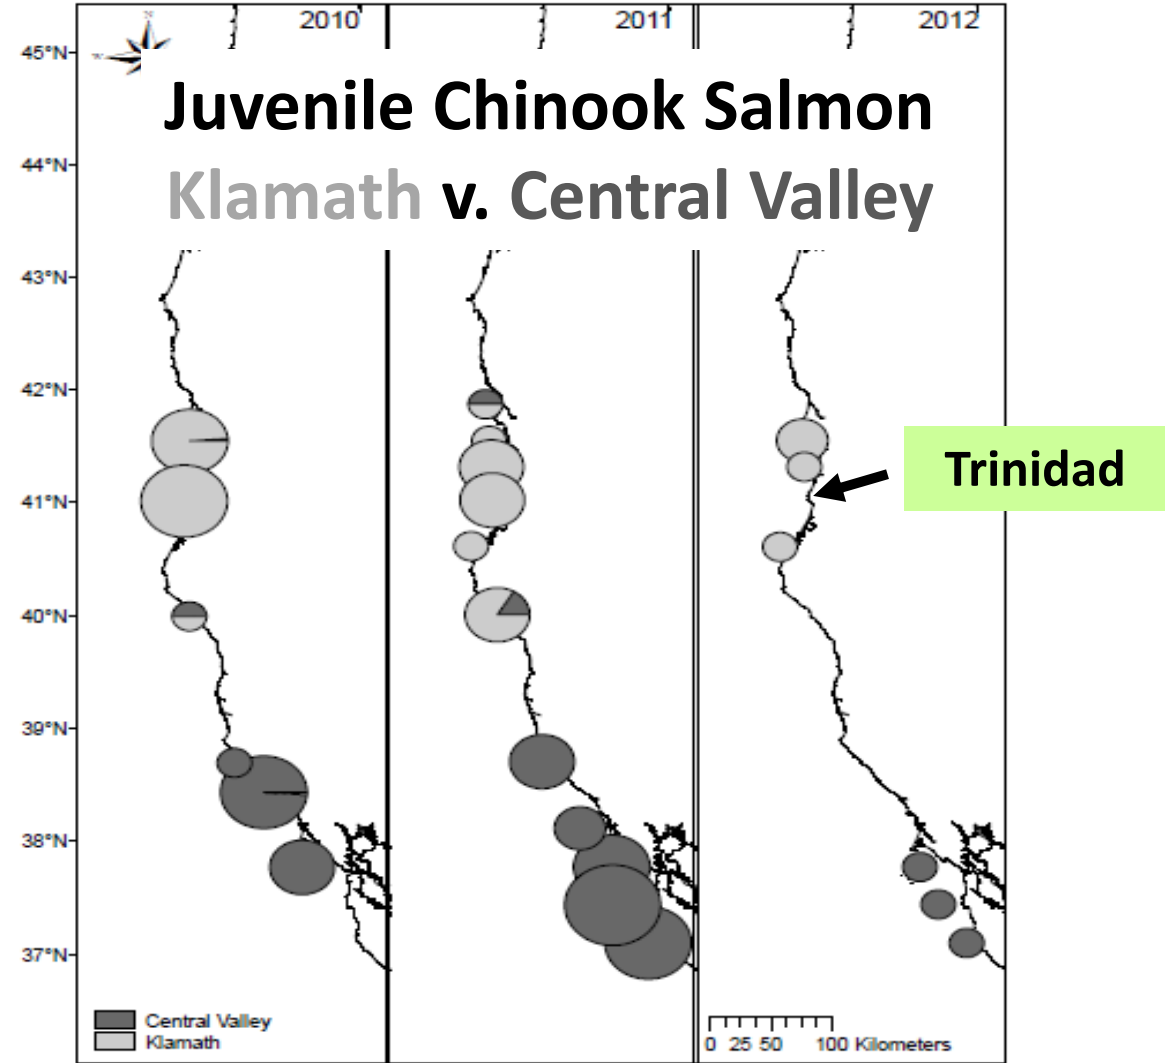 2010
2011
2012
N
W
Juvenile Chinook Salmon
Klamath v. Central Valley
45°N
44°N
43°N
42°N
41°N
40°N
39°N
38°N
37°N
Trinidad
Central Valley
Klamath
0 25 50 100 Kilometers